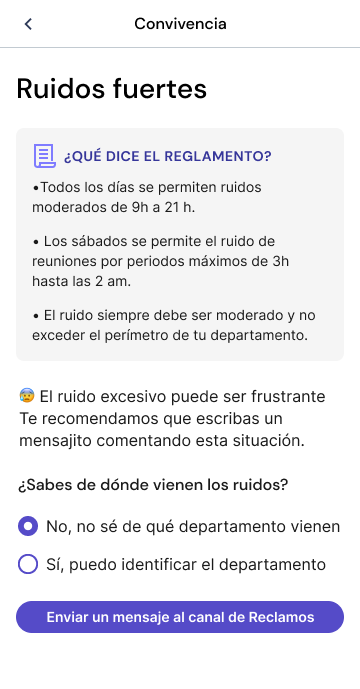 Convivencia
Ruidos fuertes
¿QUÉ DICE EL REGLAMENTO?
•Todos los días se permiten ruidos
moderados de 9h a 21 h.
• Los sábados se permite el ruido de
reuniones por periodos máximos de 3h
hasta las 2 am.
• El ruido siempre debe ser moderado y no
exceder el perímetro de tu departamento.
😰 El ruido excesivo puede ser frustrante
Te recomendamos que escribas un
mensajito comentando esta situación.
¿Sabes de dónde vienen los ruidos?
No, no sé de qué departamento vienen
Sí, puedo identificar el departamento
Enviar un mensaje al canal de Reclamos